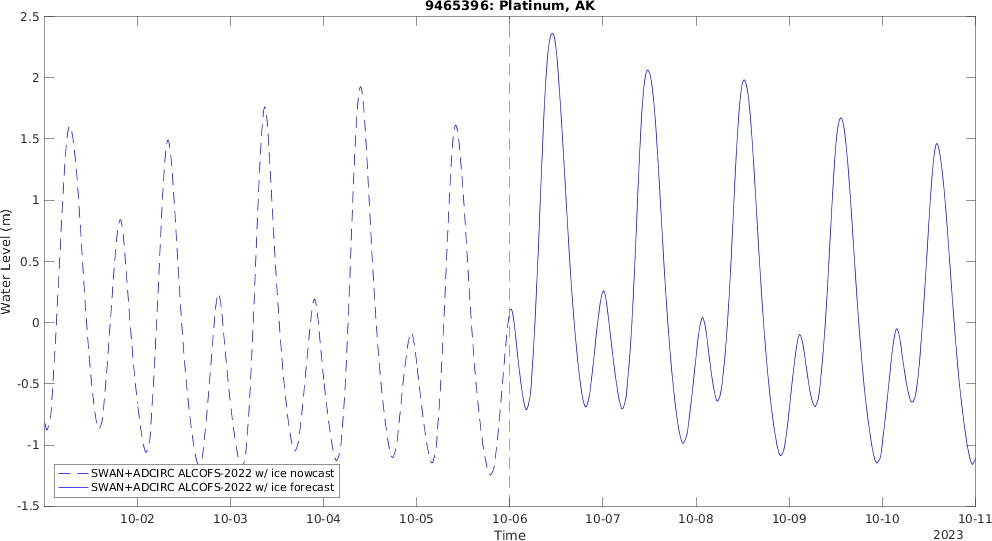 9465396: Platinum, AK
2.5
2
1.5
1
0.5
0
-0.5
-1
-1.5
Water Level (m)
SWAN+ADCIRC ALCOFS-2022 w/ ice nowcast
SWAN+ADCIRC ALCOFS-2022 w/ ice forecast
10-02 10-03 10-04 10-05 10-06 10-07 10-08 10-09 10-10 10-11
Time
2023